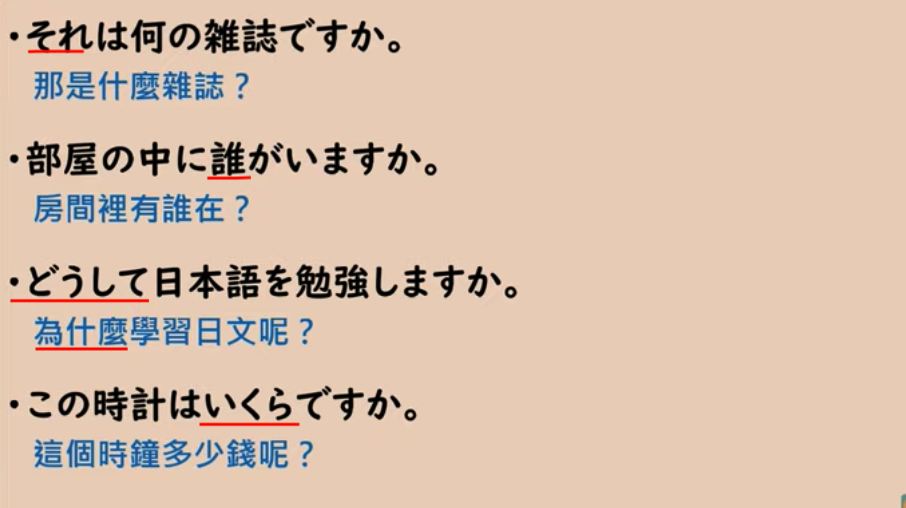 ・それは何の雑誌ですか。
那是什麼雜誌？
・部屋の中に誰がいますか。
房間裡有誰在？
・どうして日本語を勉強しますか。
為什麼學習日文呢？
・この時計はいくらですか。
這個時鐘多少錢呢？